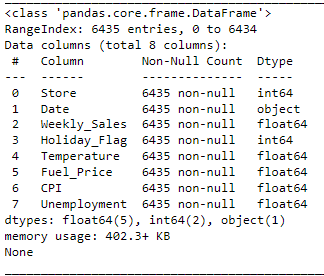 <class 'pandas.core.frame.DataFrame'>
RangeIndex: 6435 entries, 0 to 6434
Data columns (total 8 columns):
 #   Column        Non-Null Count  Dtype
---  ------        --------------  -----
 0   Store         6435 non-null   int64
 1   Date          6435 non-null   object
 2   Weekly_Sales  6435 non-null   float64
 3   Holiday_Flag  6435 non-null   int64
 4   Temperature   6435 non-null   float64
 5   Fuel_Price    6435 non-null   float64
 6   CPI           6435 non-null   float64
 7   Unemployment  6435 non-null   float64
dtypes: float64(5), int64(2), object(1)
memory usage: 402.3+ KB
None